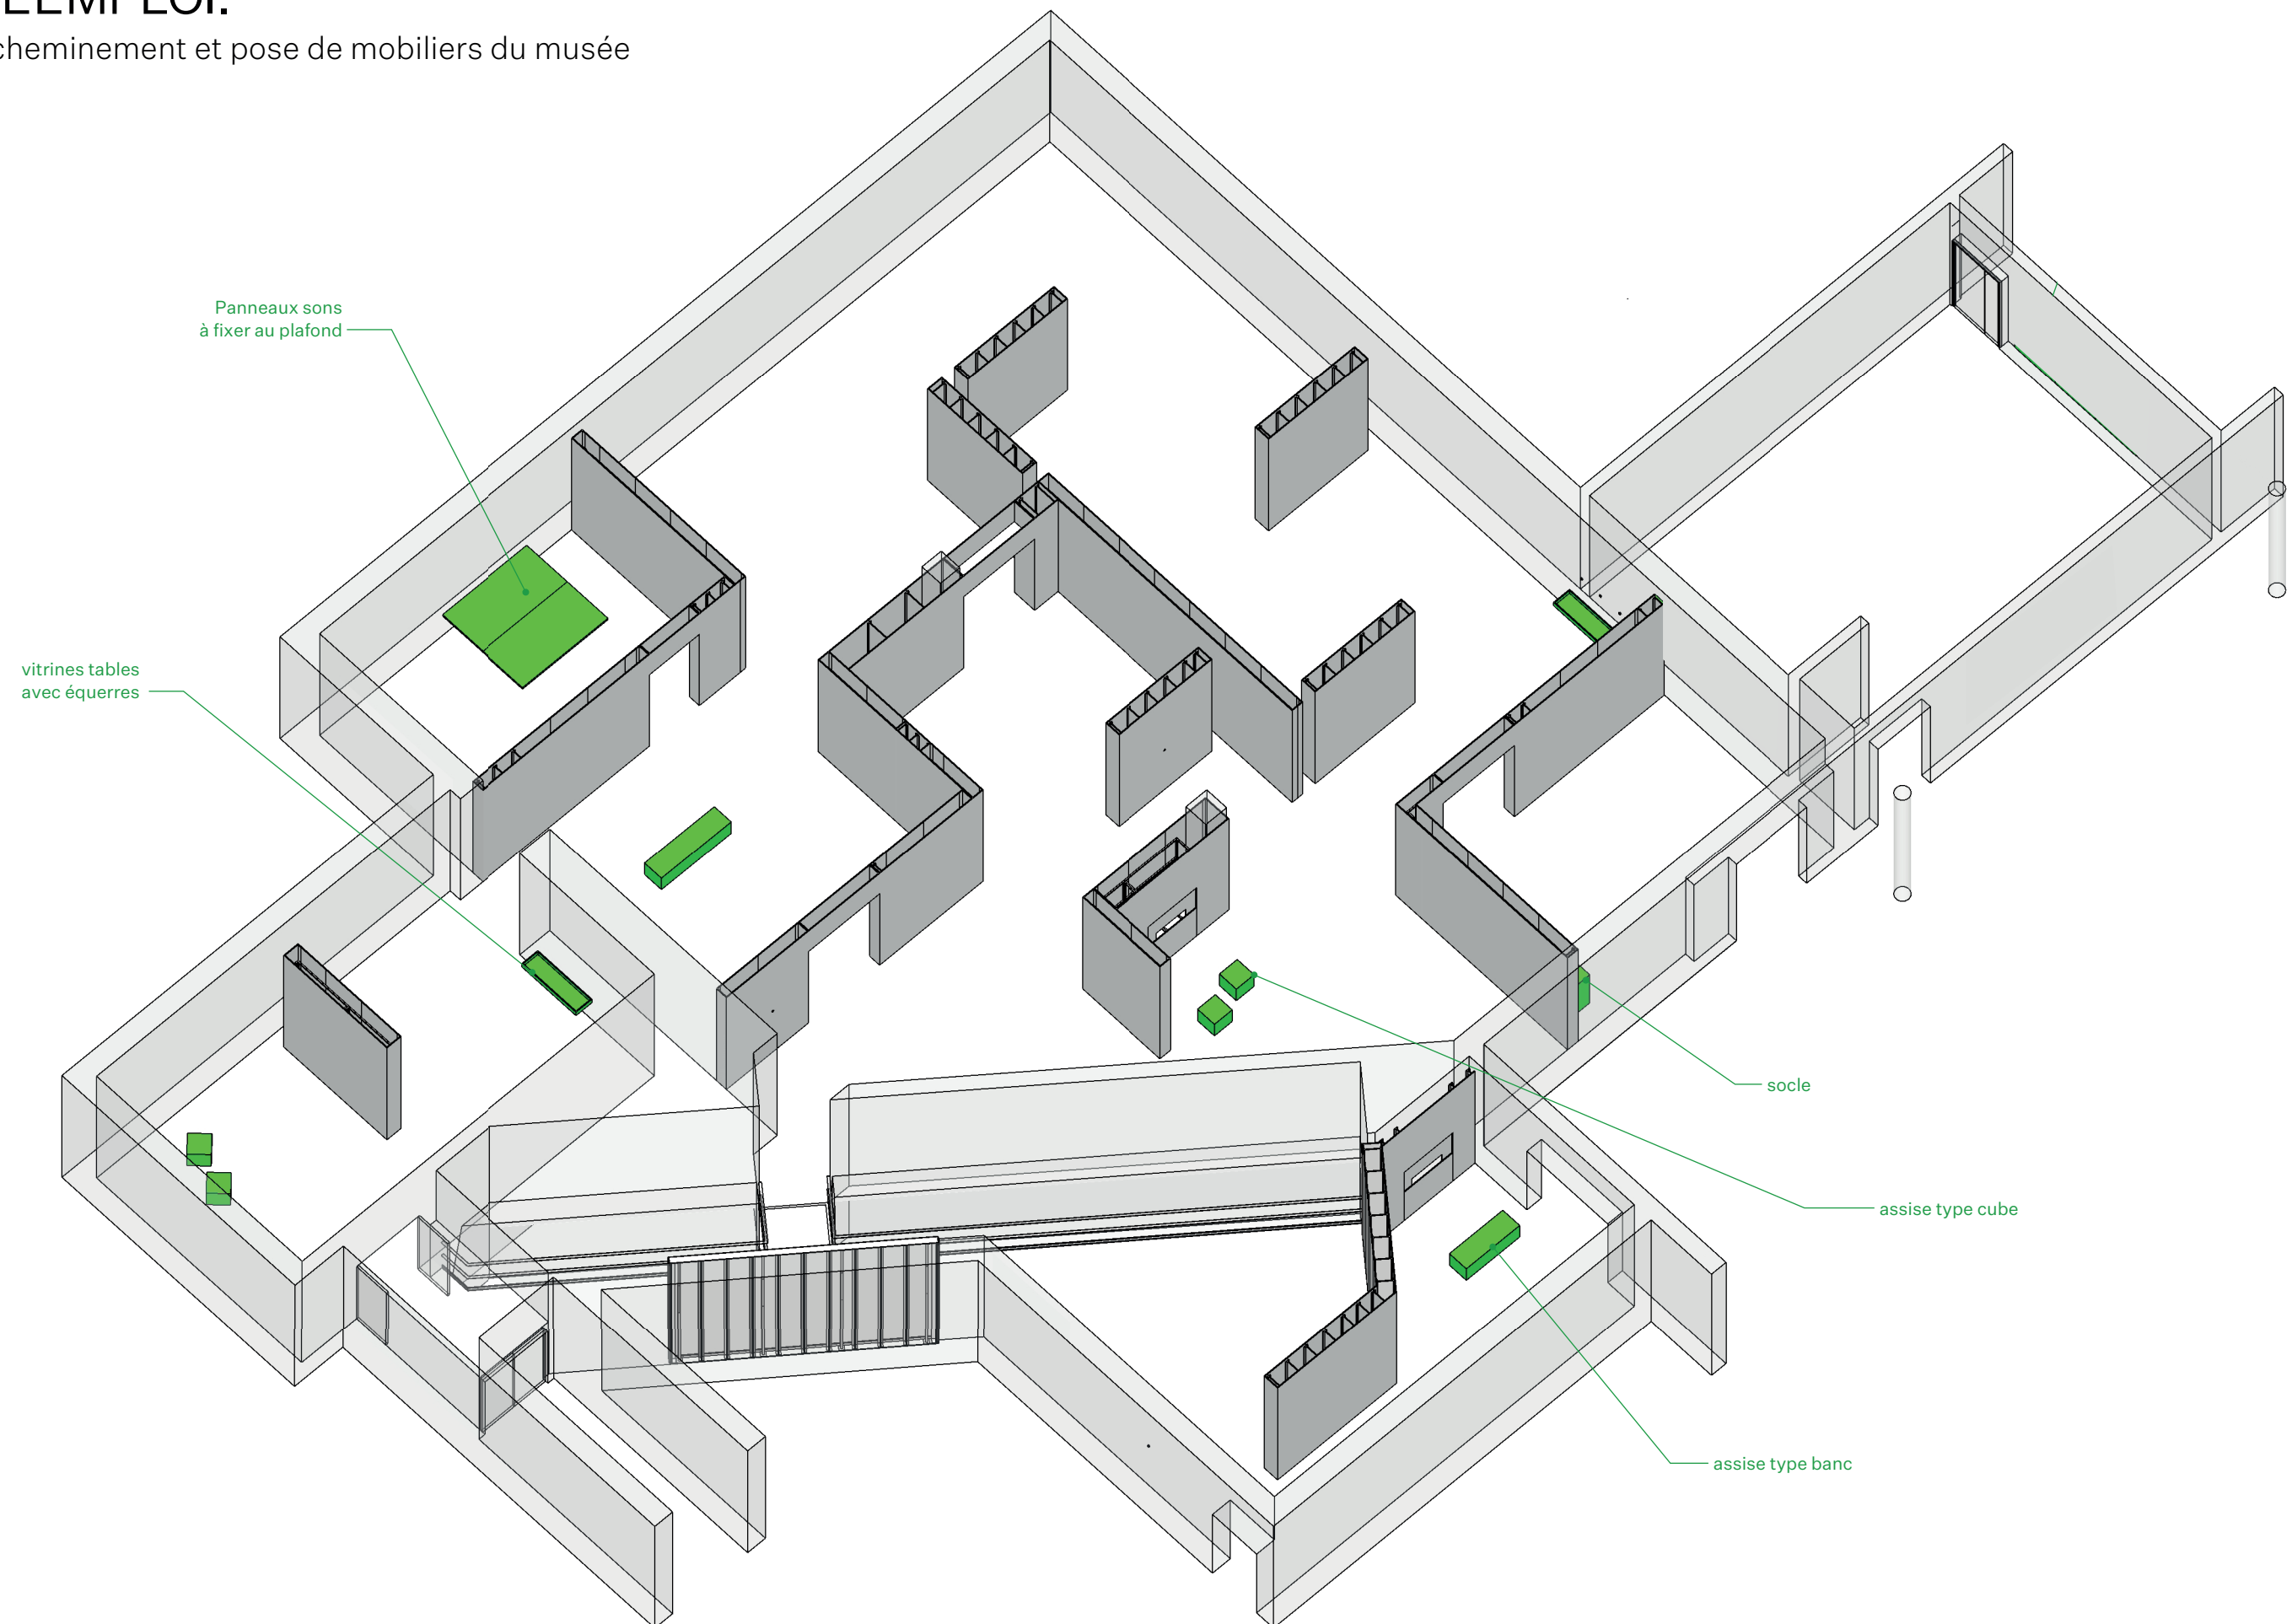 EEMPLOI:
cheminement et pose de mobiliers du musée
Panneaux sons
à fixer au plafond
vitrines tables
avec équerres
socle
assise type cube
assise type banc